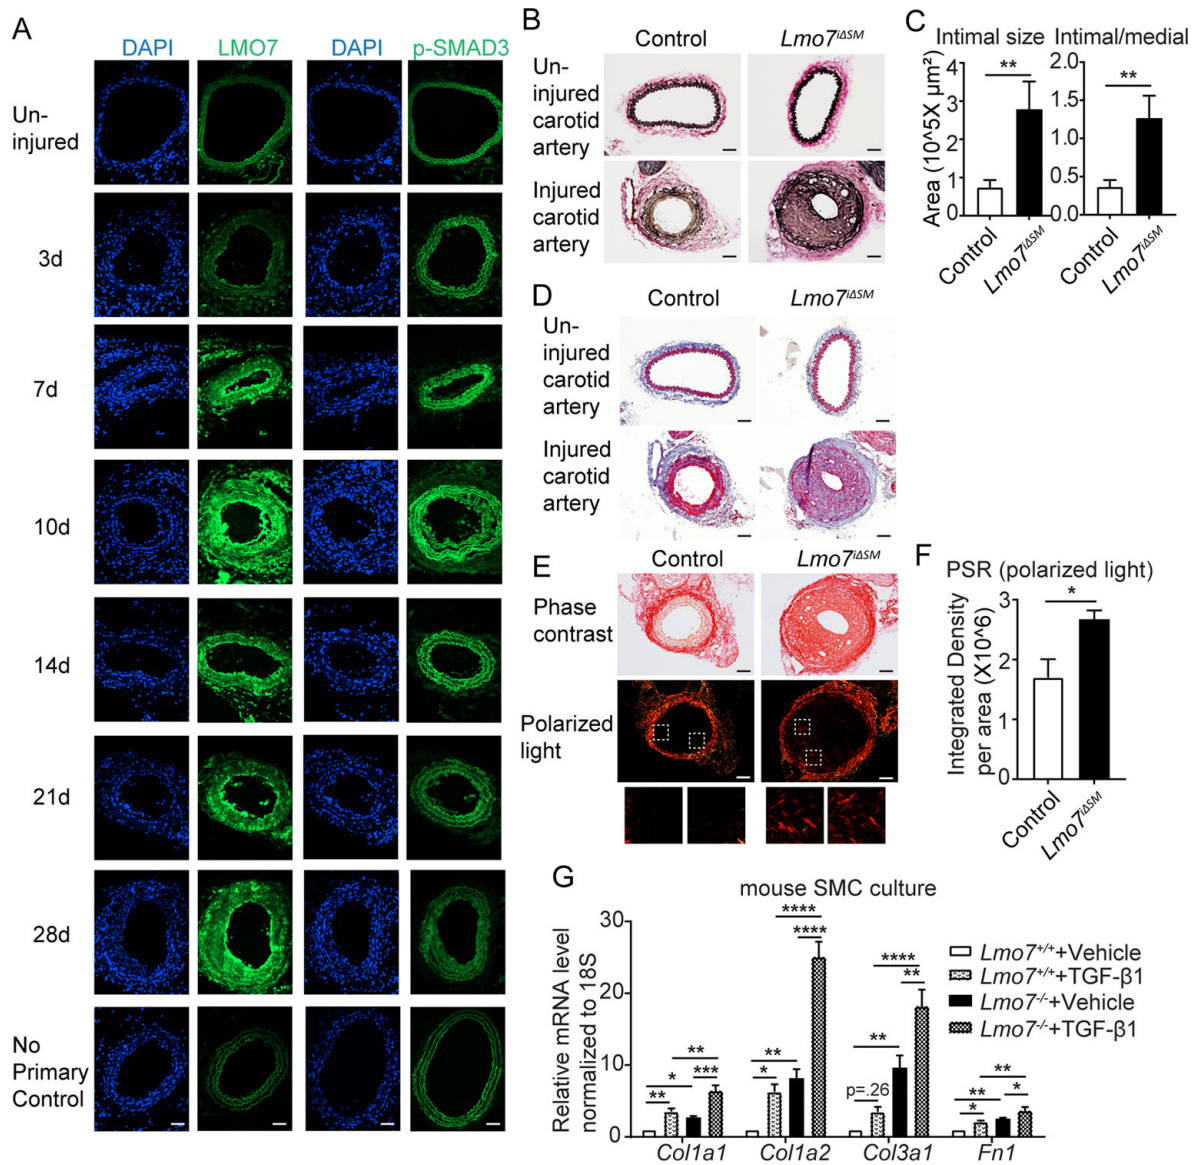 A
DAPI LMO7 DAPI p-SMAD3
Un-
injured
3d
7d
10d
14d
21d
28d
No
Primary
Control
B
Control Lmo7iΔSM
Un-
injured
carotid
artery
Injured
carotid
artery
C
Intimal size Intimal/medial
Area (10^5X µm²)
**
4
3
2
1
0
Control
Lmo7iΔSM
**
2.0
1.5
1.0
0.5
0.0
Control
Lmo7iΔSM
D
Control Lmo7iΔSM
Un-
injured
carotid
artery
Injured
carotid
artery
E
Control Lmo7iΔSM
Phase
contrast
Polarized
light
F
PSR (polarized light)
Integrated Density
per area (X10^6)
*
3
2
1
0
Control
Lmo7iΔSM
G
mouse SMC culture
Relative mRNA level
normalized to 18S
30
20
10
0
** * *** **
* ** **** ****
p=.26 ** ** ****
* ** * **
Col1a1 Col1a2 Col3a1 Fn1
Lmo7+/++Vehicle
Lmo7+/++TGF-β1
Lmo7-/-+Vehicle
Lmo7-/-+TGF-β1